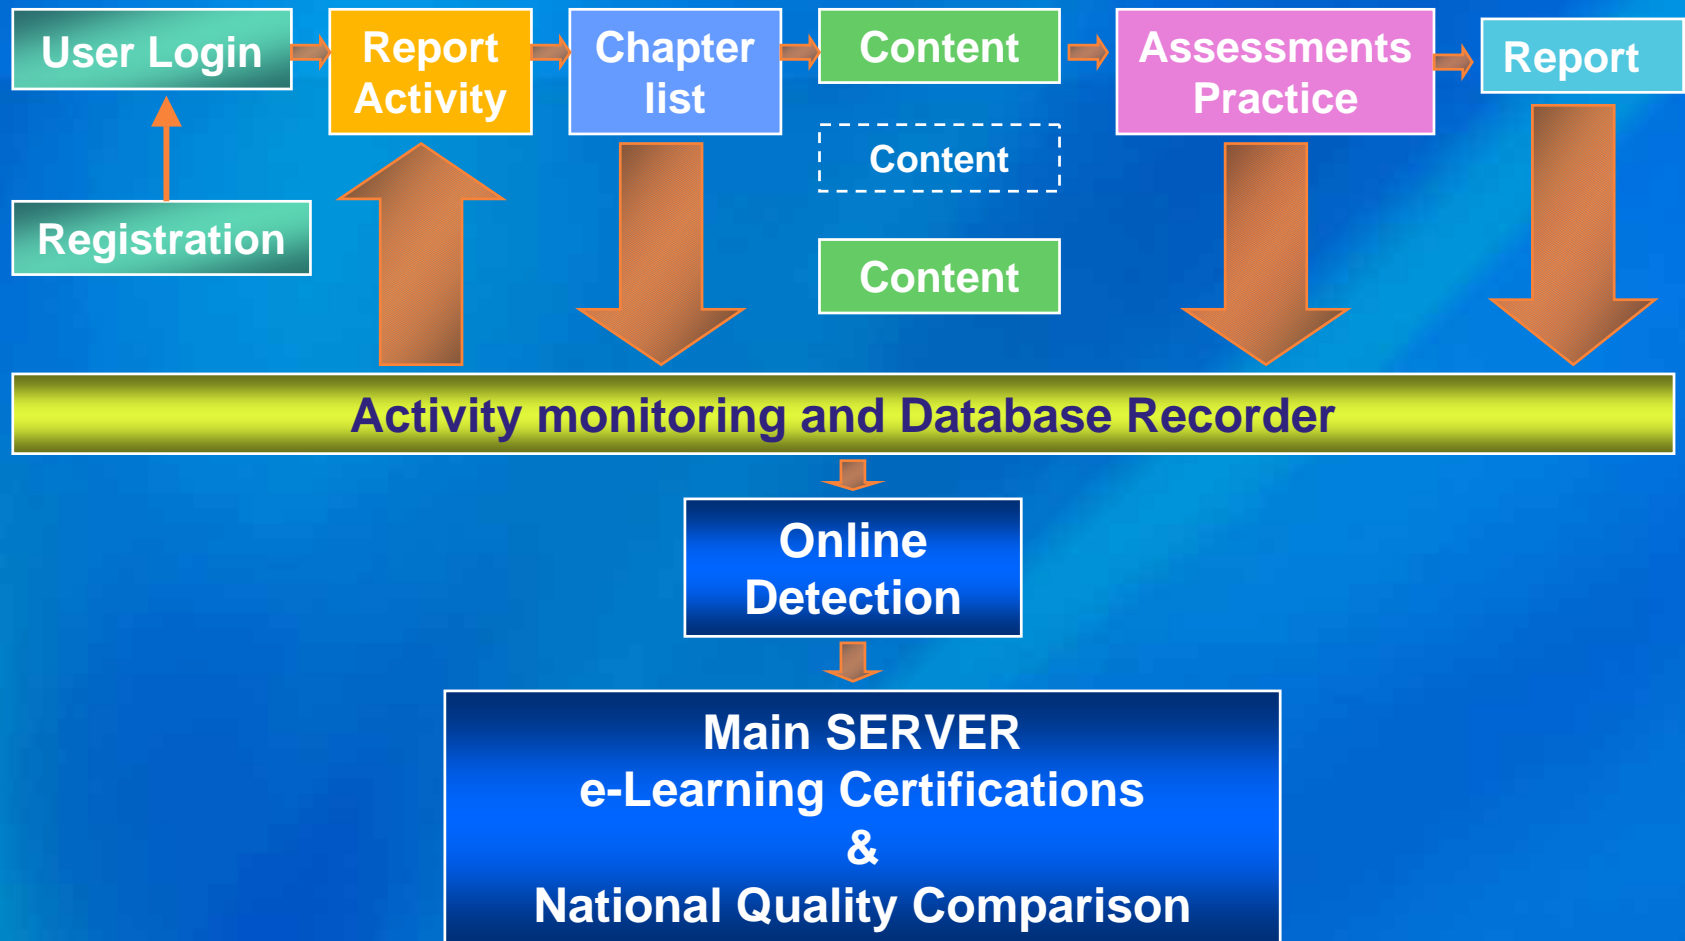 User Login
Report
Activity
Chapter
list
Content
Assessments
Practice
Report
Content
Registration
Content
Activity monitoring and Database Recorder
Online
Detection
Main SERVER
e-Learning Certifications
&
National Quality Comparison